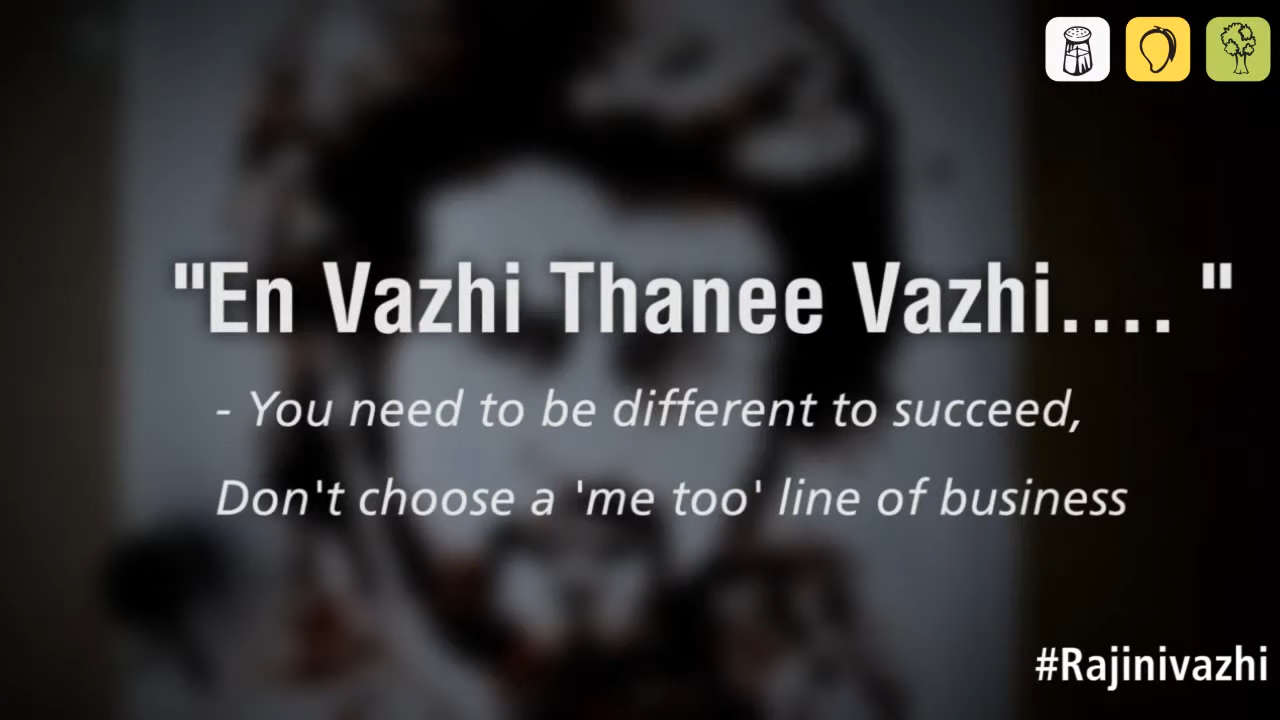 "En Vazhi Thanee Vazhi.... "
- You need to be different to succeed,
Don't choose a 'me too' line of business
#Rajinivazhi